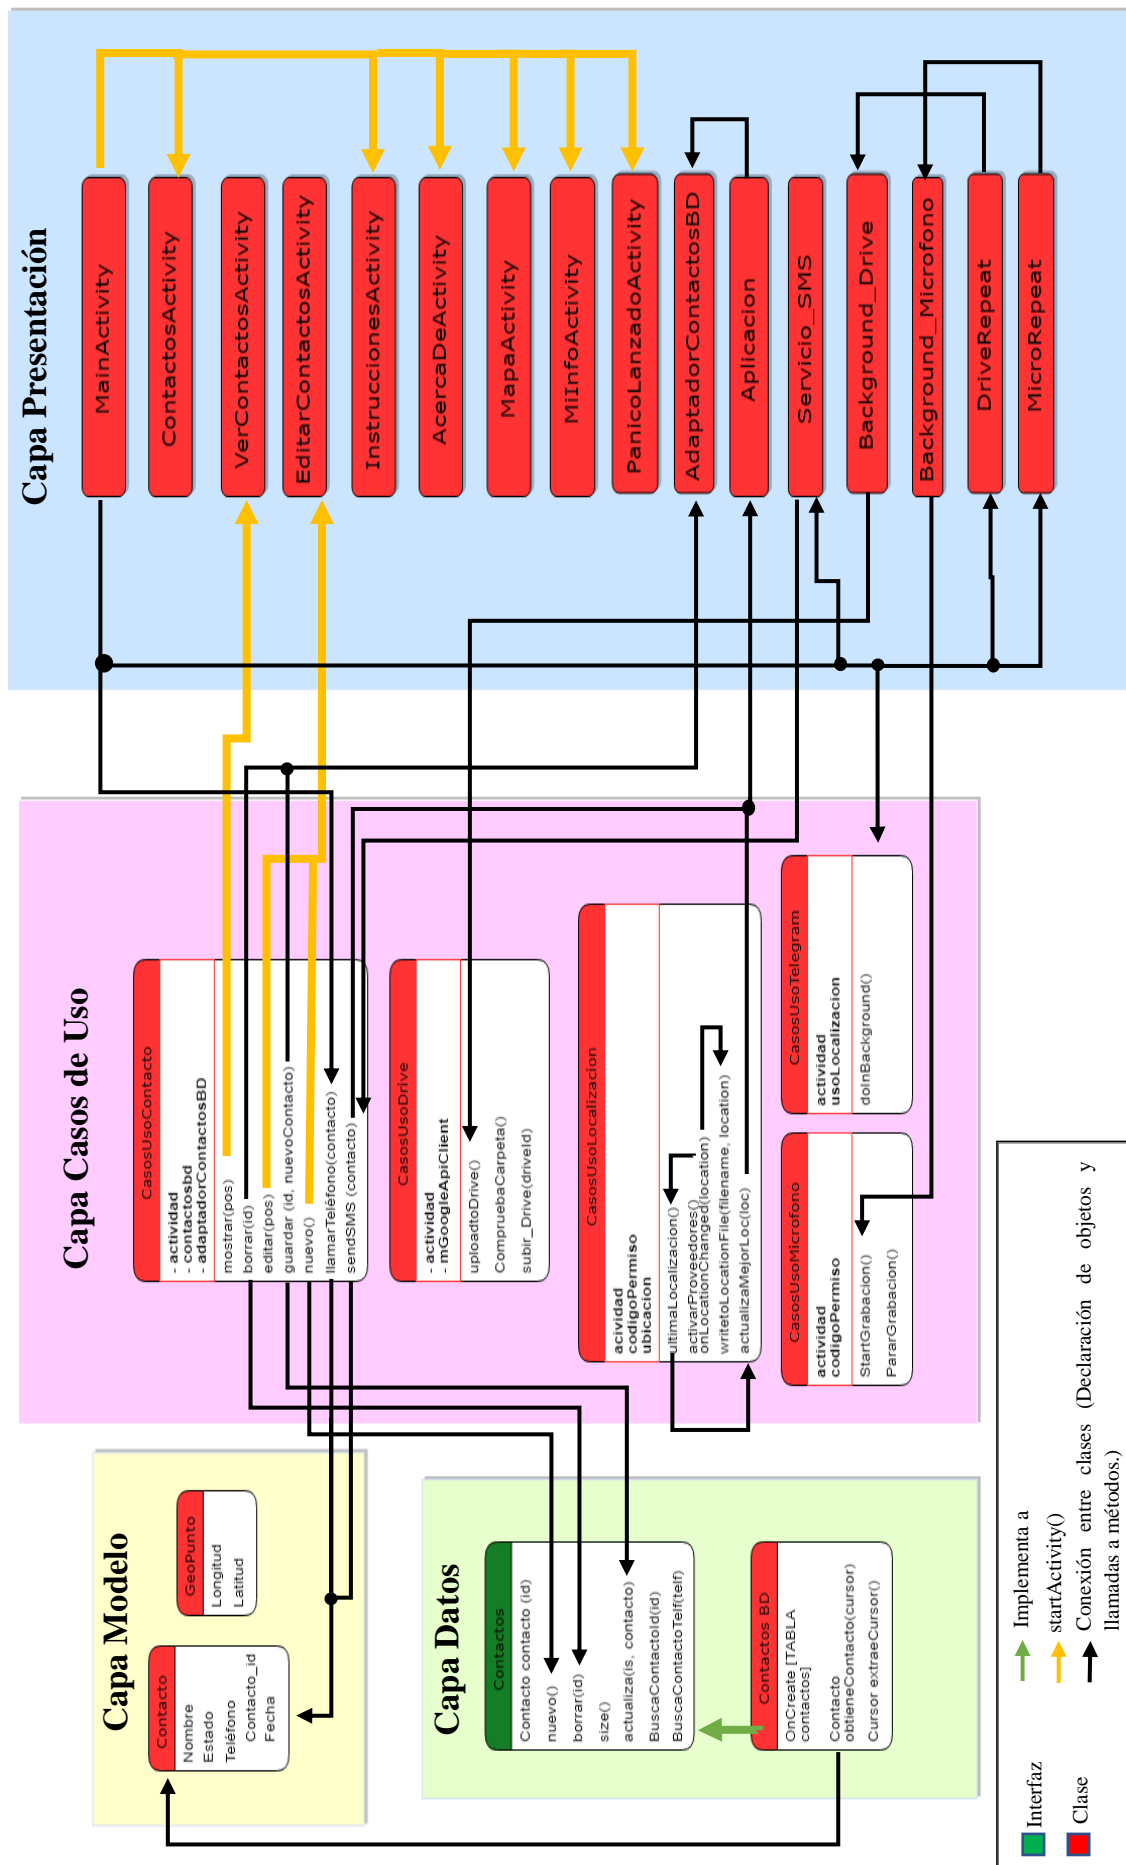 Capa Modelo
Contacto
Nombre
Estado
Teléfono
Contacto_id
Fecha
GeoPunto
Longitud
Latitud
Capa Datos
Contactos
Contacto contacto (id)
nuevo()
borrar(id)
size()
actualiza(is, contacto)
BuscaContactoId(id)
BuscaContactoTelf(telf)
Contactos BD
OnCreate [TABLA
contactos]
Contacto
obtieneContacto(cursor)
Cursor extraeCursor()
Capa Casos de Uso
CasosUsoContacto
- actividad
- contactosbd
- adaptadorContactosBD
mostrar(pos)
borrar(id)
editar(pos)
guardar (id, nuevoContacto)
nuevo()
llamarTeléfono(contacto)
sendSMS (contacto)
CasosUsoDrive
- actividad
- mGoogleApiClient
uploadtoDrive()
CompruebaCarpeta()
subir_Drive(driveId)
CasosUsoLocalizacion
acividad
codigoPermiso
ubicacion
ultimaLocalizacion()
activarProveedores()
onLocationChanged(location)
writetoLocationFile(filename, location)
actualizaMejorLoc(loc)
CasosUsoMicrofono
actividad
codigoPermiso
StartGrabacion()
PararGrabacion()
CasosUsoTelegram
actividad
usoLocalizacion
doInBackground()
Capa Presentación
MainActivity
ContactosActivity
VerContactosActivity
EditarContactosActivity
InstruccionesActivity
AcercaDeActivity
MapaActivity
MiInfoActivity
PanicoLanzadoActivity
AdaptadorContactosBD
Aplicacion
Servicio_SMS
Background_Drive
Background_Microfono
DriveRepeat
MicroRepeat
Interfaz
Clase
Implementa a
startActivity()
Conexión entre clases (Declaración de objetos y
llamadas a métodos.)